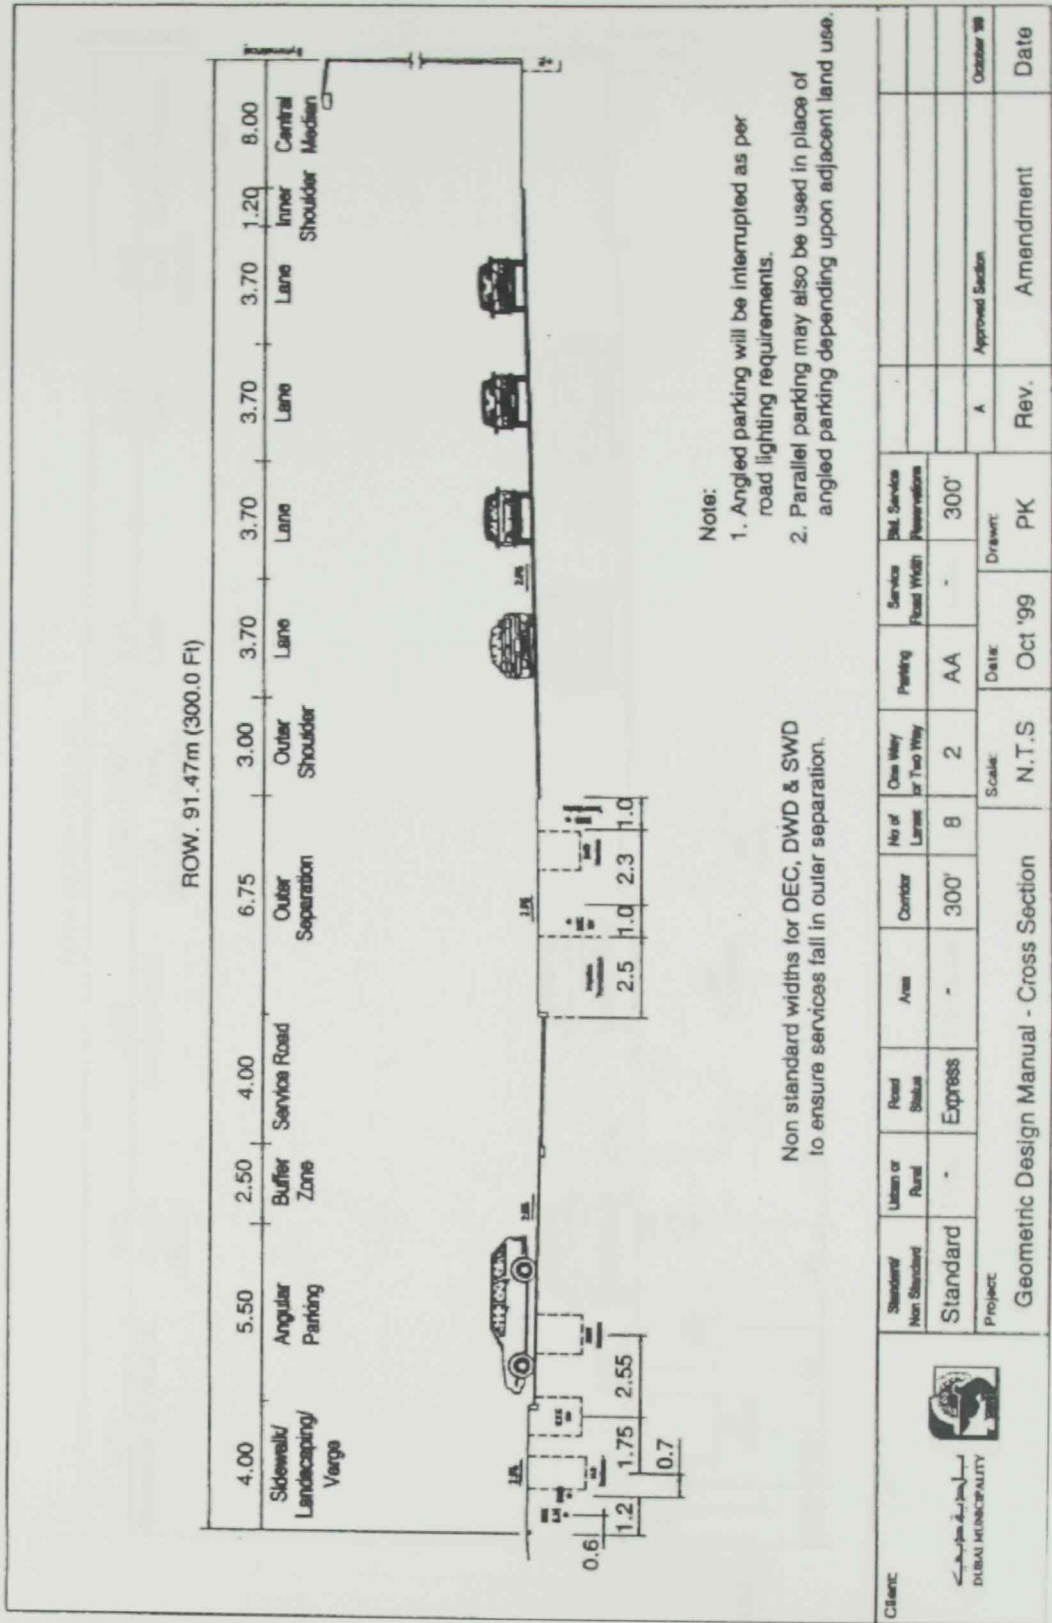 ROW. 91.47m (300.0 Ft)
4.00 5.50 2.50 4.00 6.75 3.00 3.70 3.70 3.70 3.70 1.20 8.00
Sidewalk/
Landscaping/
Verge
Angular
Parking
Buffer
Zone
Service Road
Outer
Separation
Outer
Shoulder
Lane
Lane
Lane
Lane
Inner
Shoulder
Central
Median
0.6
1.2
1.75
2.55
0.7
2.5
1.0
2.3
1.0
Note:
1. Angled parking will be interrupted as per
road lighting requirements.
2. Parallel parking may also be used in place of
angled parking depending upon adjacent land use.
Non standard widths for DEC, DWD & SWD
to ensure services fall in outer separation.
Client:
DUBAI MUNICIPALITY
Standard/
Non Standard
Urban or
Rural
Road
Status
Area
Corridor
No of
Lanes
One Way
or Two Way
Parking
Service
Road Width
Std. Service
Reservations
Standard - Express - 300' 8 2 AA - 300'
Project:
Geometric Design Manual - Cross Section
Scale:
N.T.S
Date:
Oct '99
Drawn:
PK
A Approved Section October '99
Rev. Amendment Date